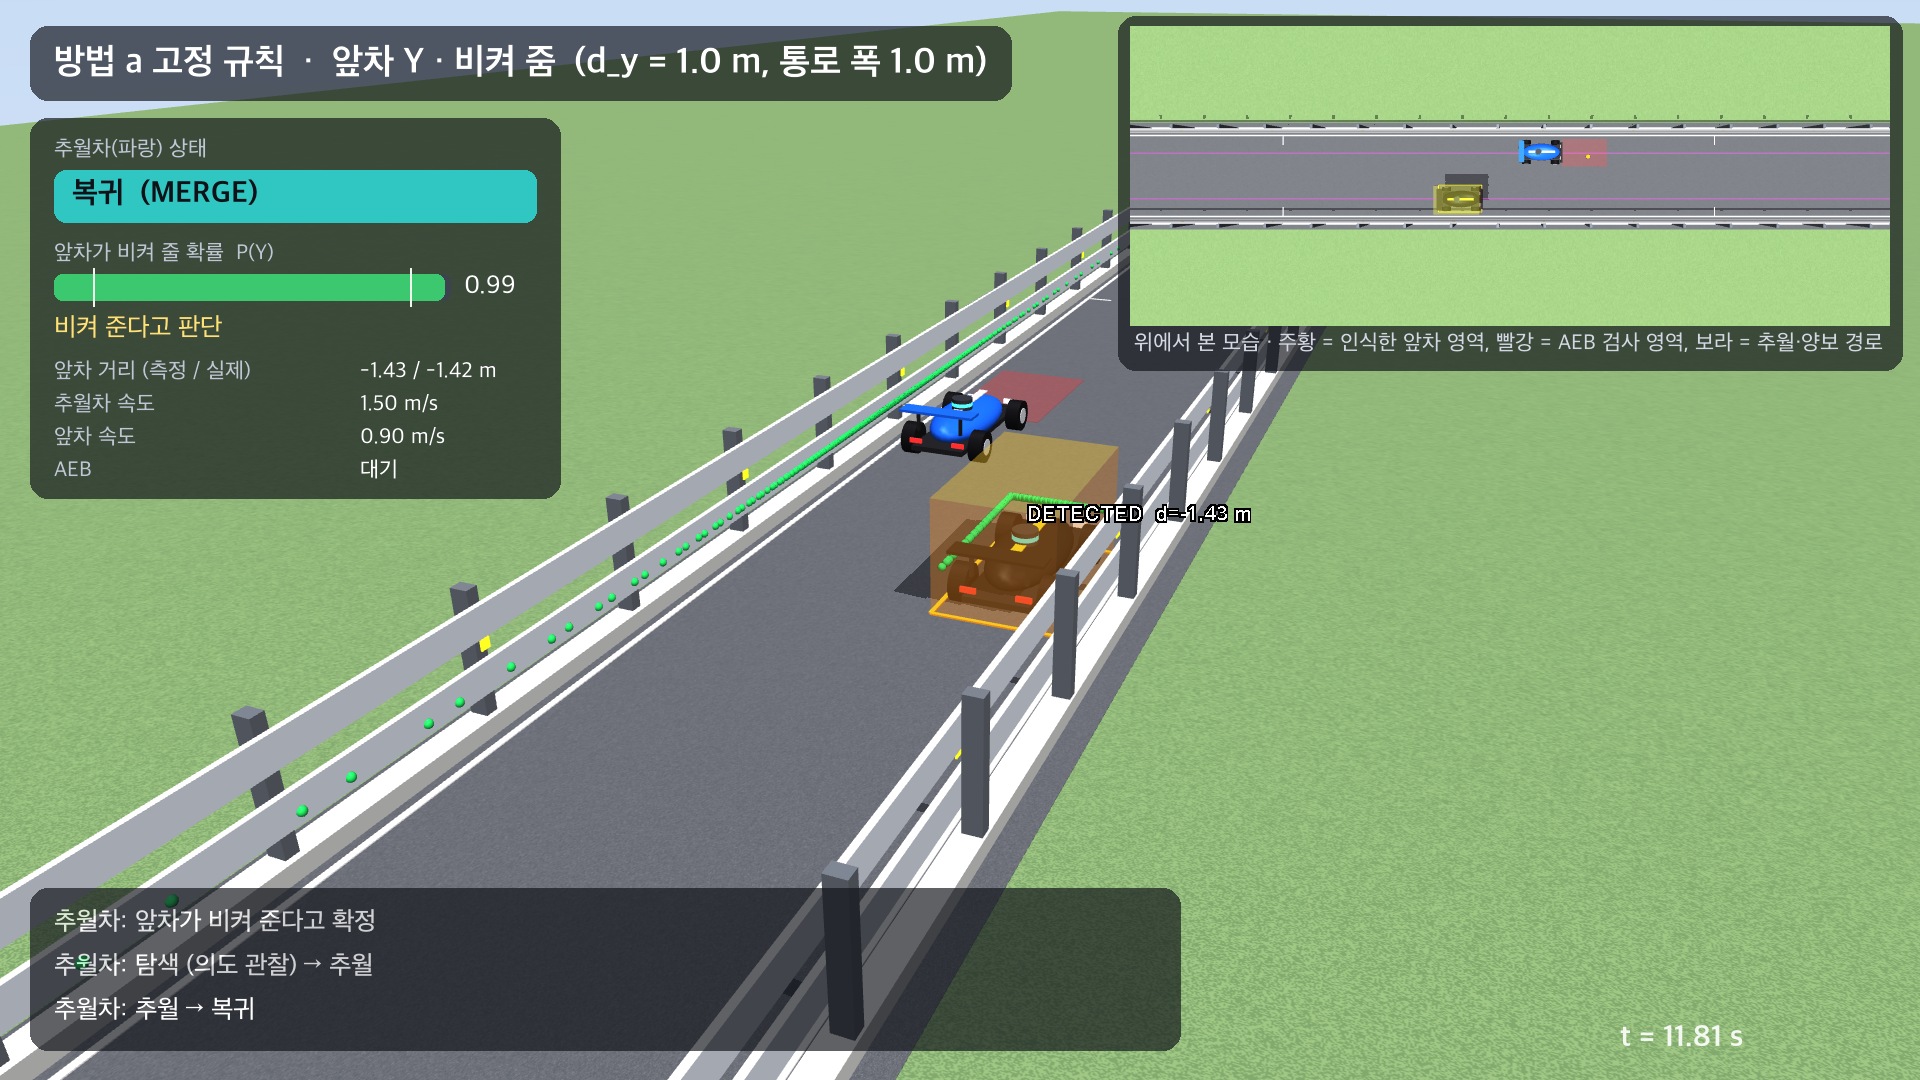 방법 a 고정 규칙 · 앞차 Y · 비켜 줌 (d_y = 1.0 m, 통로 폭 1.0 m)
추월차(파랑) 상태
복귀 (MERGE)
앞차가 비켜 줄 확률 P(Y)
0.99
비켜 준다고 판단
앞차 거리 (측정 / 실제) -1.43 / -1.42 m
추월차 속도 1.50 m/s
앞차 속도 0.90 m/s
AEB 대기
위에서 본 모습 · 주황 = 인식한 앞차 영역, 빨강 = AEB 검사 영역, 보라 = 추월·양보 경로
DETECTED d=-1.43 m
추월차: 앞차가 비켜 준다고 확정
추월차: 탐색 (의도 관찰) → 추월
추월차: 추월 → 복귀
t = 11.81 s